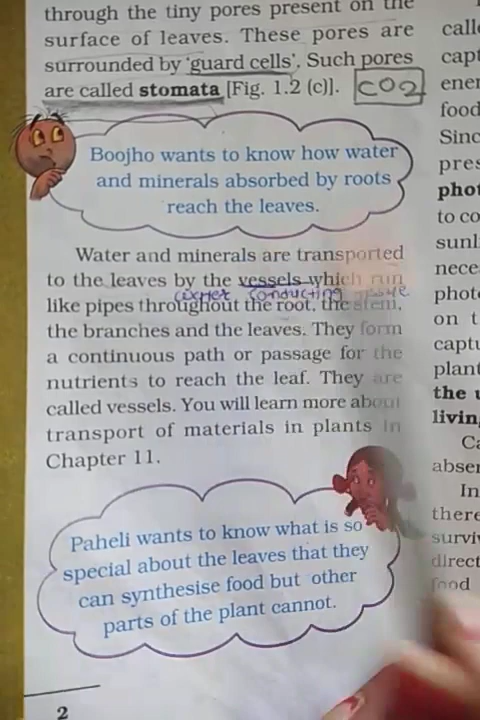 through the tiny pores present on the
surface of leaves. These pores are
surrounded by 'guard cells'. Such pores
are called stomata [Fig. 1.2 (c)]. CO2
Boojho wants to know how water
and minerals absorbed by roots
reach the leaves.
Water and minerals are transported
to the leaves by the vessels which run
water conducting
like pipes throughout the root, the stem,
the branches and the leaves. They form
a continuous path or passage for the
nutrients to reach the leaf. They are
called vessels. You will learn more about
transport of materials in plants in
Chapter 11.
Paheli wants to know what is so
special about the leaves that they
can synthesise food but other
parts of the plant cannot.
2
call
capt
ener
food
Sinc
pres
phot
to co
sunl
nece
phot
on t
captu
plant
the u
living
Ca
absen
In
there
surviv
direct
food